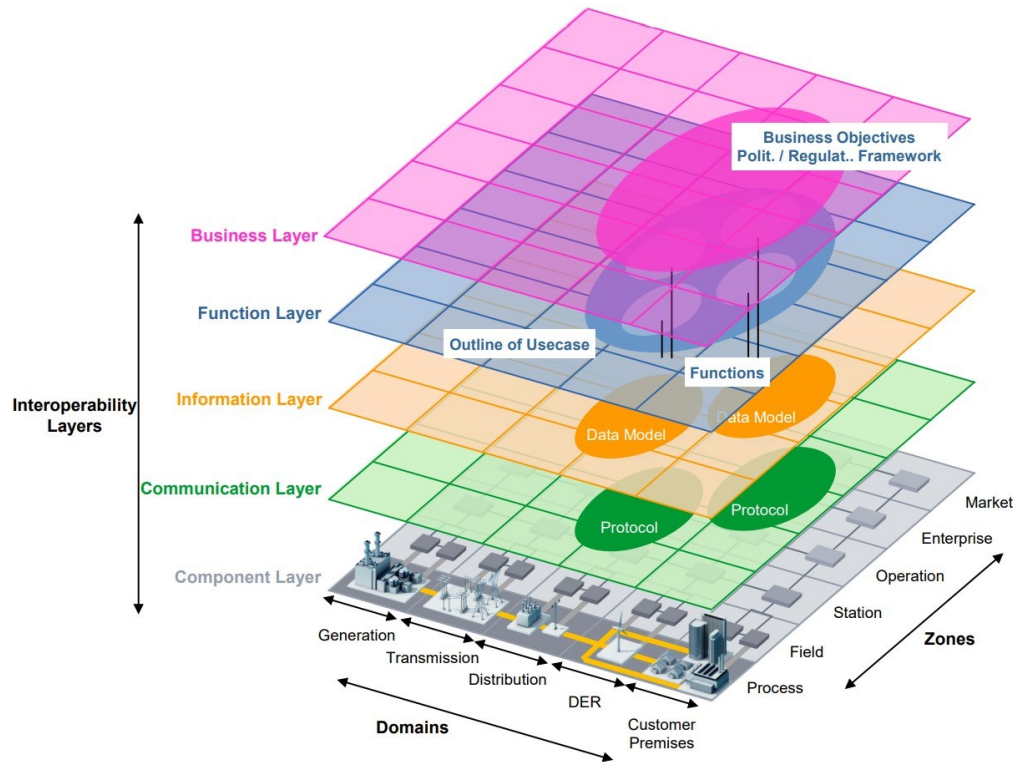 Business Objectives
Polit. / Regulat.. Framework
Business Layer
Function Layer
Outline of Usecase
Functions
Interoperability
Layers
Information Layer
Data Model
Data Model
Communication Layer
Protocol
Protocol
Component Layer
Market
Enterprise
Operation
Station
Field
Process
Zones
Generation
Transmission
Distribution
DER
Customer
Premises
Domains